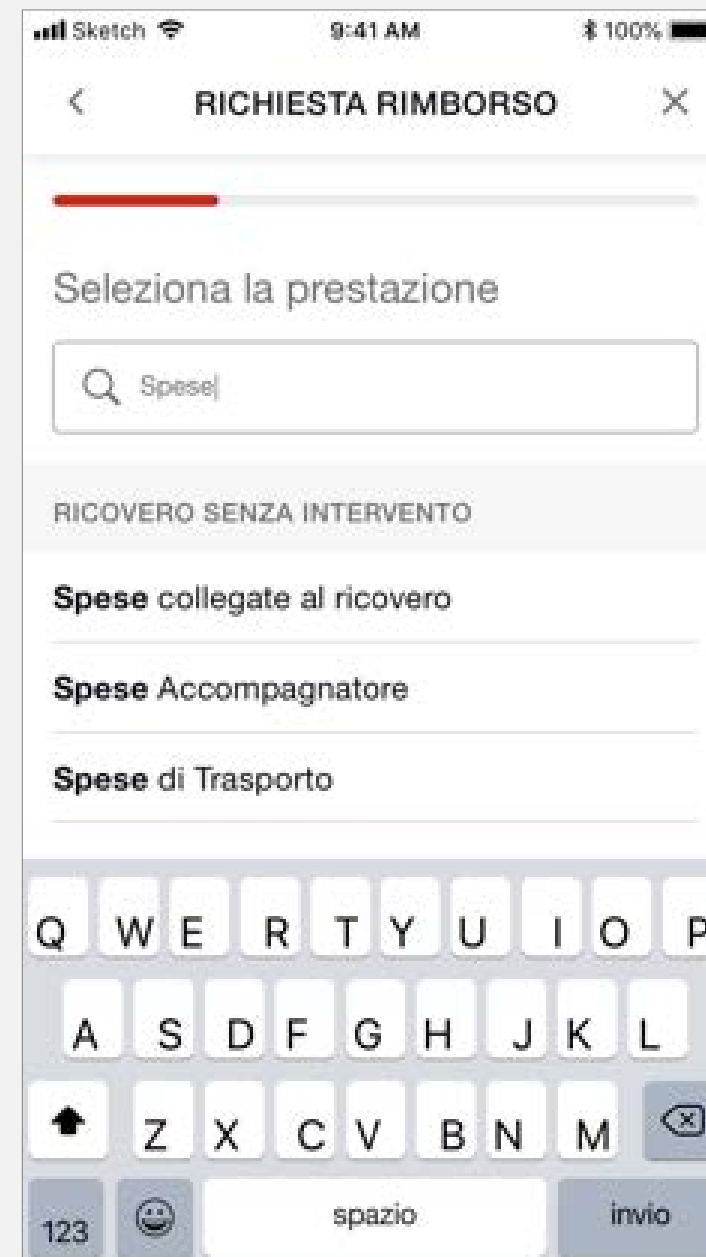 Sketch 9:41 AM 100%
RICHIESTA RIMBORSO
Seleziona la prestazione
Spese
RICOVERO SENZA INTERVENTO
Spese collegate al ricovero
Spese Accompagnatore
Spese di Trasporto
Q W E R T Y U I O P
A S D F G H J K L
Z X C V B N M
123 spazio invio